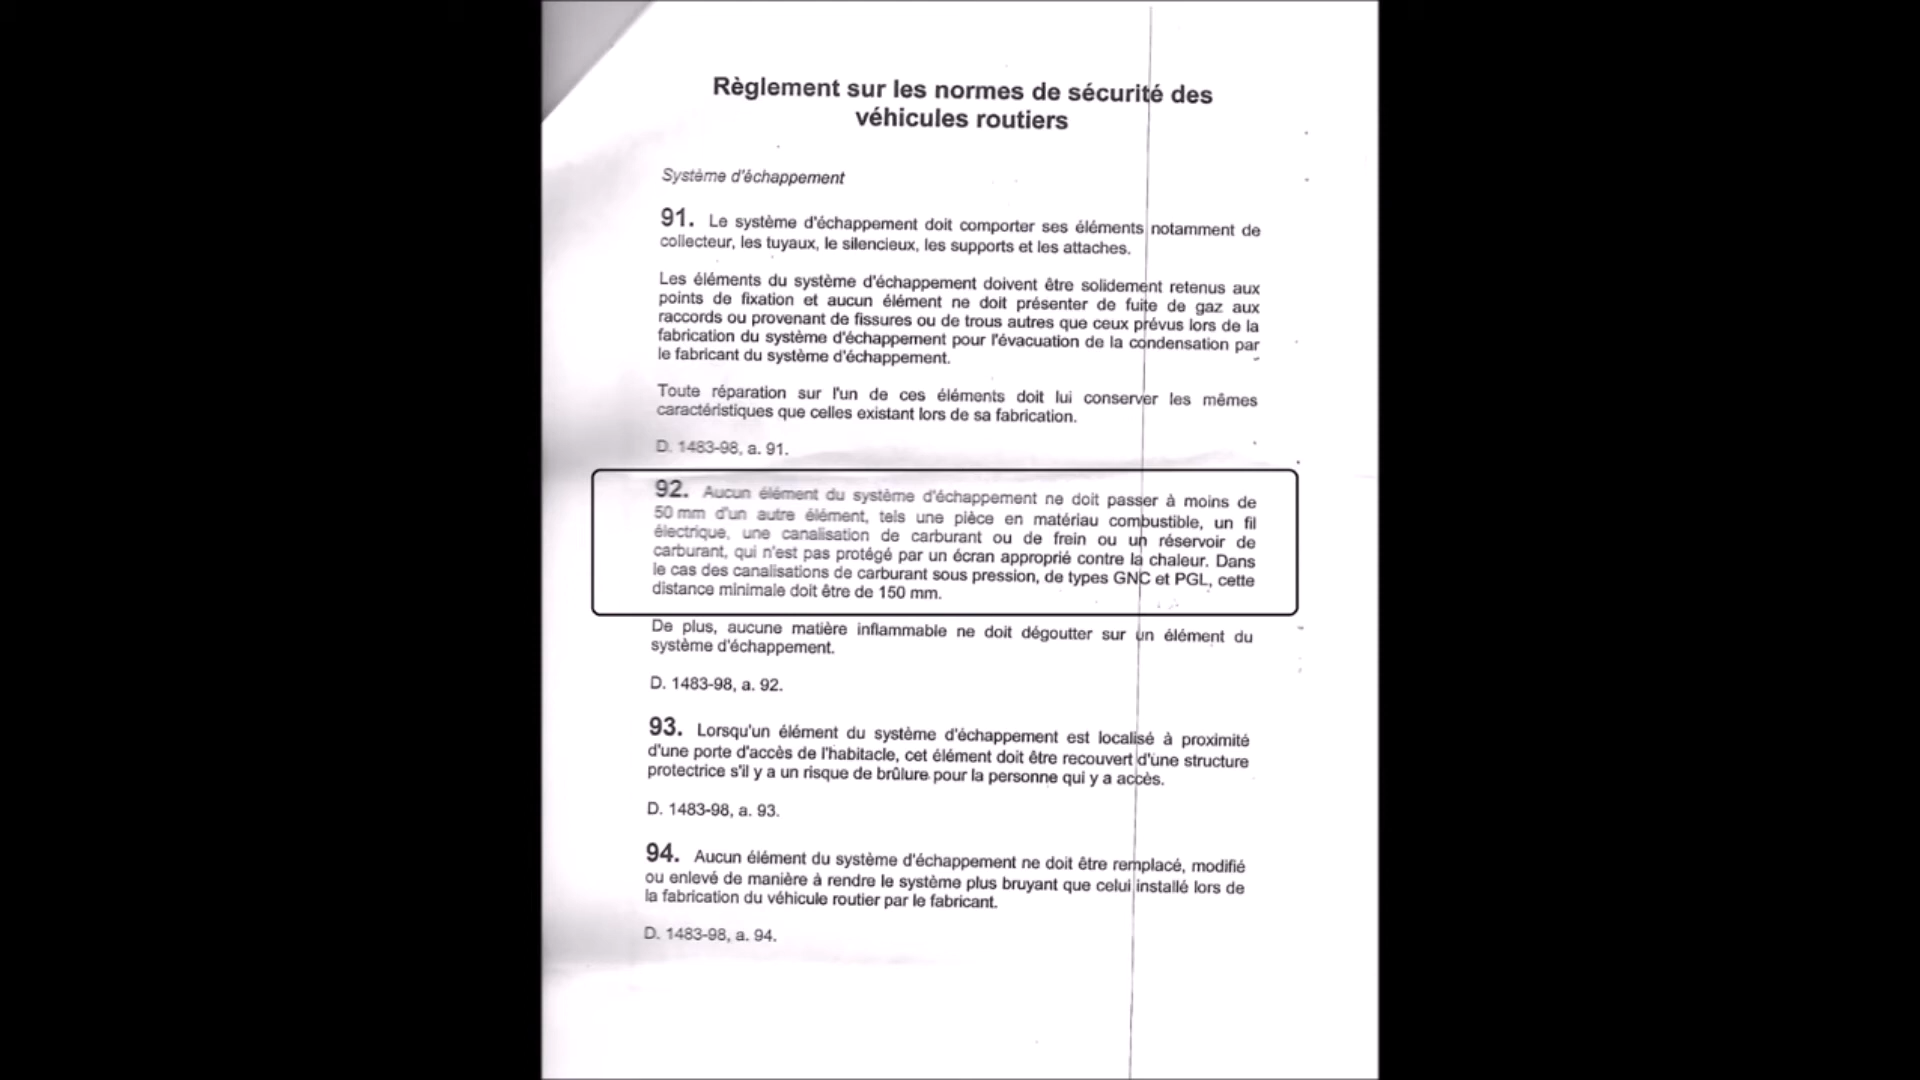 Règlement sur les normes de sécurité des
véhicules routiers
Système d'échappement
91. Le système d'échappement doit comporter ses éléments notamment de
collecteur, les tuyaux, le silencieux, les supports et les attaches.
Les éléments du système d'échappement doivent être solidement retenus aux
points de fixation et aucun élément ne doit présenter de fuite de gaz aux
raccords ou provenant de fissures ou de trous autres que ceux prévus lors de la
fabrication du système d'échappement pour l'évacuation de la condensation par
le fabricant du système d'échappement.
Toute réparation sur l'un de ces éléments doit lui conserver les mêmes
caractéristiques que celles existant lors de sa fabrication.
D. 1483-98, a. 91.
92. Aucun élément du système d'échappement ne doit passer à moins de
50 mm d'un autre élément, tels une pièce en matériau combustible, un fil
électrique, une canalisation de carburant ou de frein ou un réservoir de
carburant, qui n'est pas protégé par un écran approprié contre la chaleur. Dans
le cas des canalisations de carburant sous pression, de types GNC et PGL, cette
distance minimale doit être de 150 mm.
De plus, aucune matière inflammable ne doit dégoutter sur un élément du
système d'échappement.
D. 1483-98, a. 92.
93. Lorsqu'un élément du système d'échappement est localisé à proximité
d'une porte d'accès de l'habitacle, cet élément doit être recouvert d'une structure
protectrice s'il y a un risque de brûlure pour la personne qui y a accès.
D. 1483-98, a. 93.
94. Aucun élément du système d'échappement ne doit être remplacé, modifié
ou enlevé de manière à rendre le système plus bruyant que celui installé lors de
la fabrication du véhicule routier par le fabricant.
D. 1483-98, a. 94.